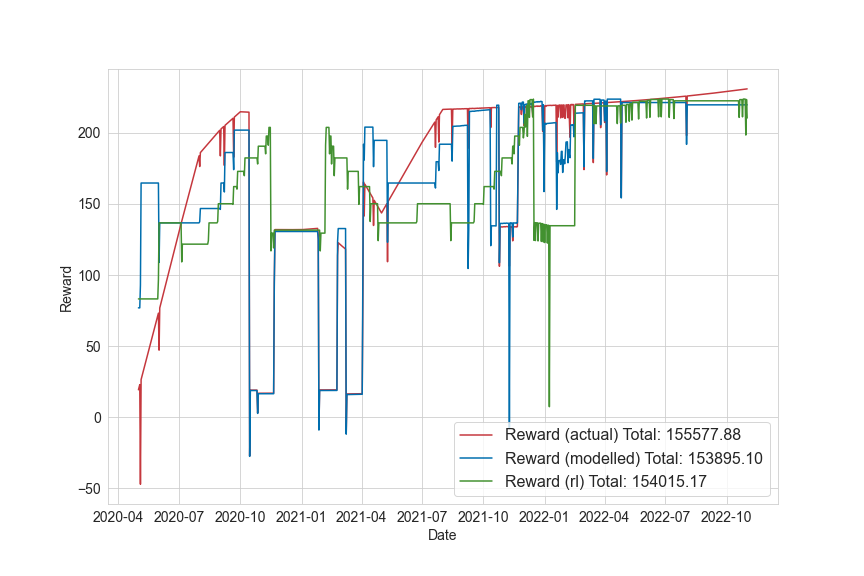 200
150
100
50
0
−50
Reward
2020-04 2020-07 2020-10 2021-01 2021-04 2021-07 2021-10 2022-01 2022-04 2022-07 2022-10
Date
Reward (actual) Total: 155577.88
Reward (modelled) Total: 153895.10
Reward (rl) Total: 154015.17